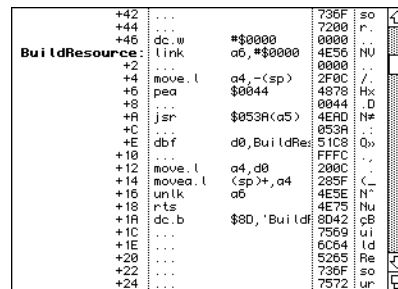 +42 ... 736F so
+44 ... 7200 r.
+46 dc.w #$0000 0000 ..
BuildResource: link a6,#$0000 4E56 NV
+2 ... 0000 ..
+4 move.l a4,-(sp) 2F0C /.
+6 pea $0044 4878 Hx
+8 ... 0044 .D
+A jsr $053A(a5) 4EAD N≠
+C ... 053A .:
+E dbf d0,BuildRes 51C8 Q»
+10 ... FFFC .,
+12 move.l a4,d0 200C .
+14 movea.l (sp)+,a4 285F (_
+16 unlk a6 4E5E N^
+18 rts 4E75 Nu
+1A dc.b $8D,'BuildR 8D42 çB
+1C ... 7569 ui
+1E ... 6C64 ld
+20 ... 5265 Re
+22 ... 736F so
+24 ... 7572 ur